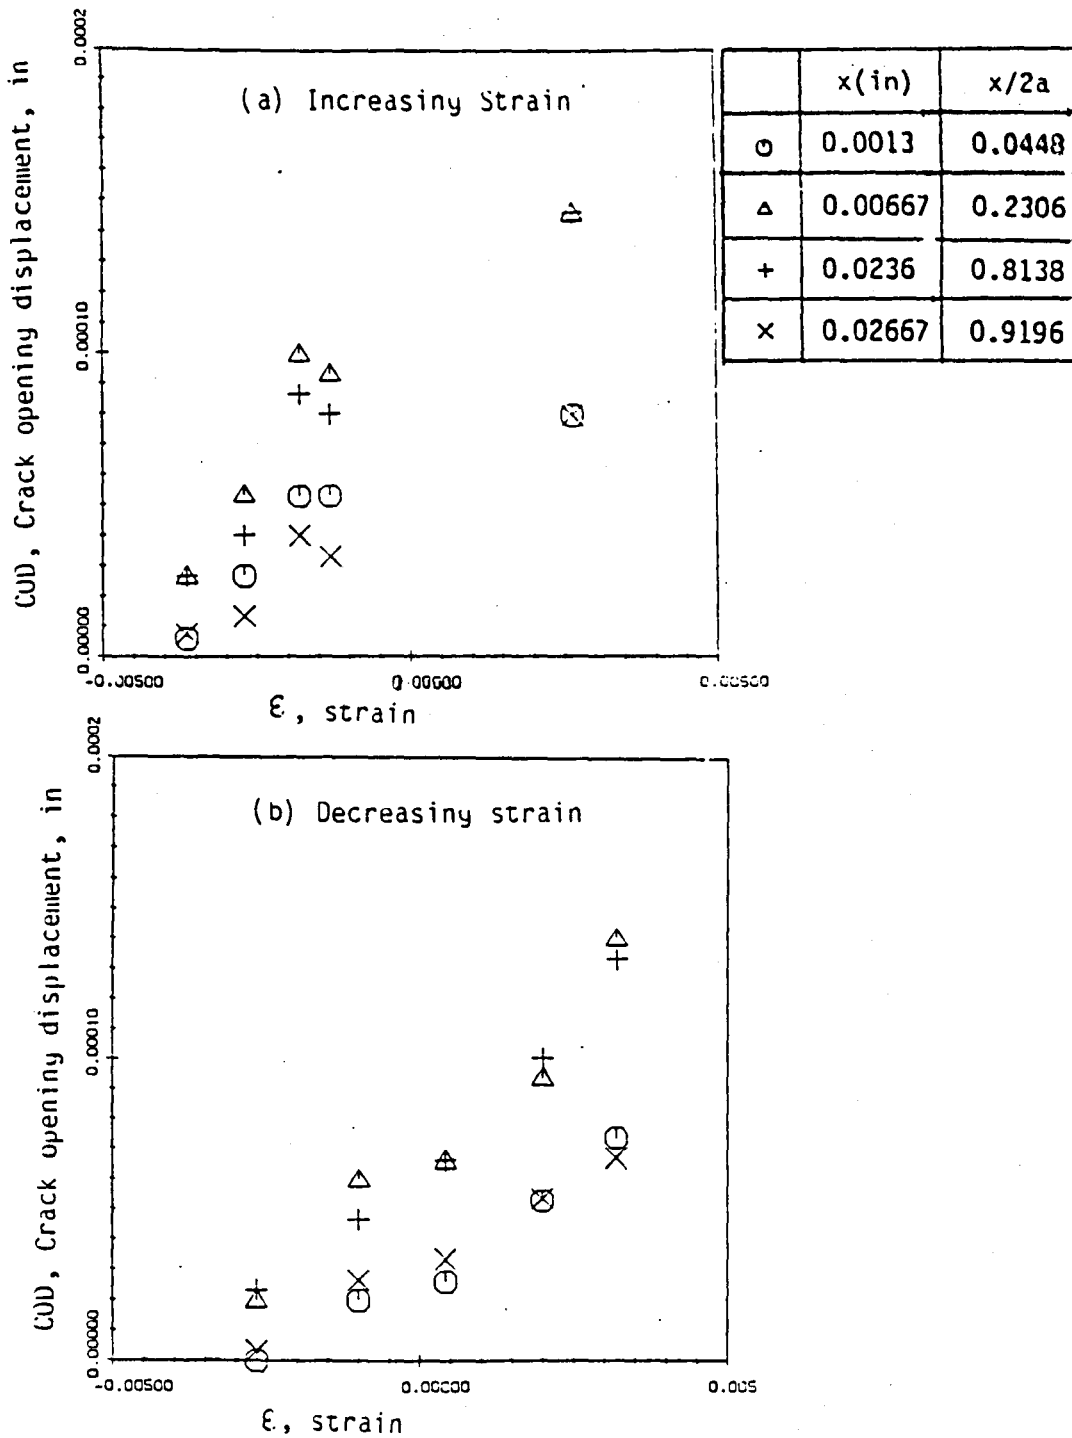 0.0002
(a) Increasing Strain
COD, Crack opening displacement, in
0.00010
0.00000
-0.00500
0.00000
0.00500
ε, strain
x(in) x/2a
0.0013 0.0448
△ 0.00667 0.2306
+ 0.0236 0.8138
× 0.02667 0.9196
0.0002
(b) Decreasing strain
COD, Crack opening displacement, in
0.00010
0.00000
-0.00500
0.00000
0.005
ε, strain